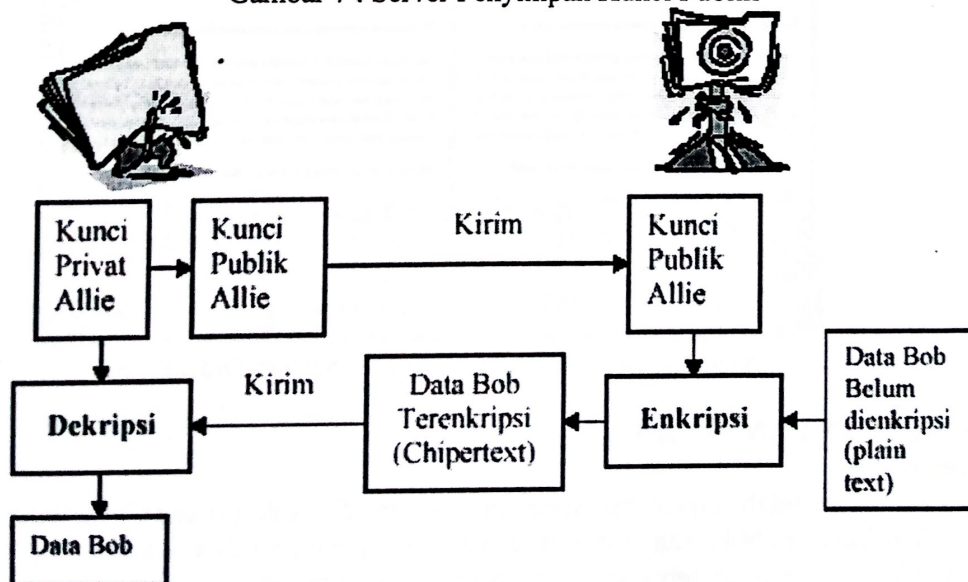 Kunci
Privat
Allie
Kunci
Publik
Allie
Kirim
Kunci
Publik
Allie
Dekripsi
Kirim
Data Bob
Terenkripsi
(Chipertext)
Enkripsi
Data Bob
Belum
dienkripsi
(plain
text)
Data Bob